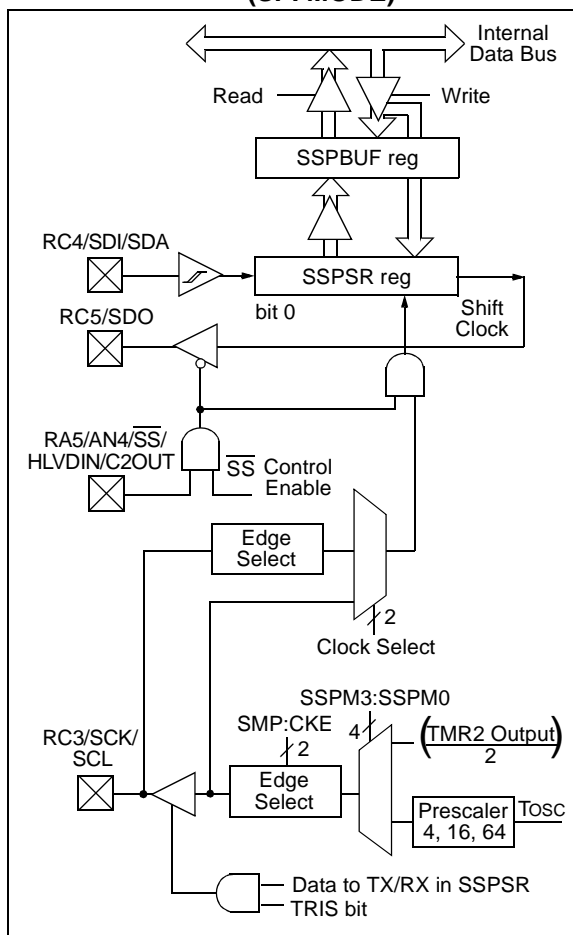 Internal
Data Bus
Read
Write
SSPBUF reg
RC4/SDI/SDA
SSPSR reg
bit 0
Shift
Clock
RC5/SDO
RA5/AN4/SS/
HLVDIN/C2OUT
SS Control
Enable
Edge
Select
2
Clock Select
SSPM3:SSPM0
SMP:CKE
4
2
(TMR2 Output)
2
RC3/SCK/
SCL
Edge
Select
Prescaler
4, 16, 64
TOSC
Data to TX/RX in SSPSR
TRIS bit